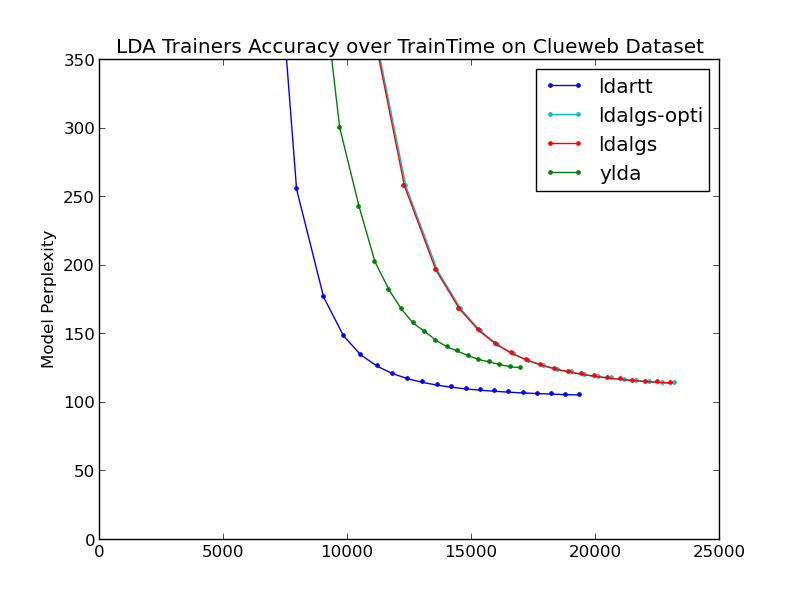 LDA Trainers Accuracy over TrainTime on Clueweb Dataset
350
300
250
200
150
100
50
0
Model Perplexity
ldartt
ldalgs-opti
ldalgs
ylda
0 5000 10000 15000 20000 25000